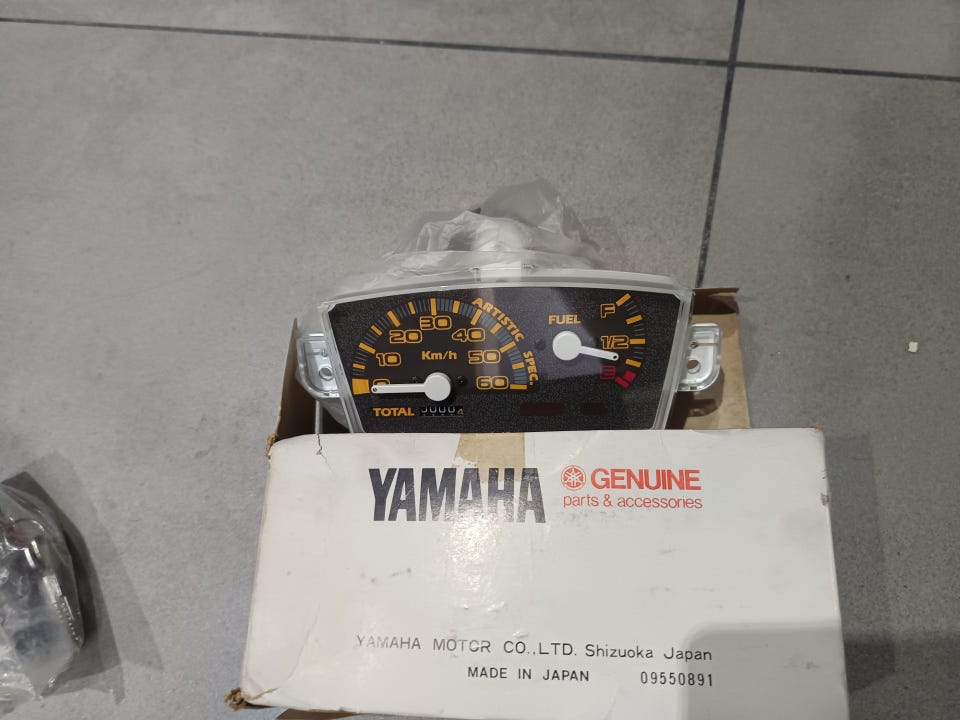 ARTISTIC SPEC.
0 10 20 30 40 50 60
Km/h
TOTAL
FUEL
F
1/2
E
YAMAHA
GENUINE
parts & accessories
YAMAHA MOTOR CO.,LTD. Shizuoka Japan
MADE IN JAPAN 09550891